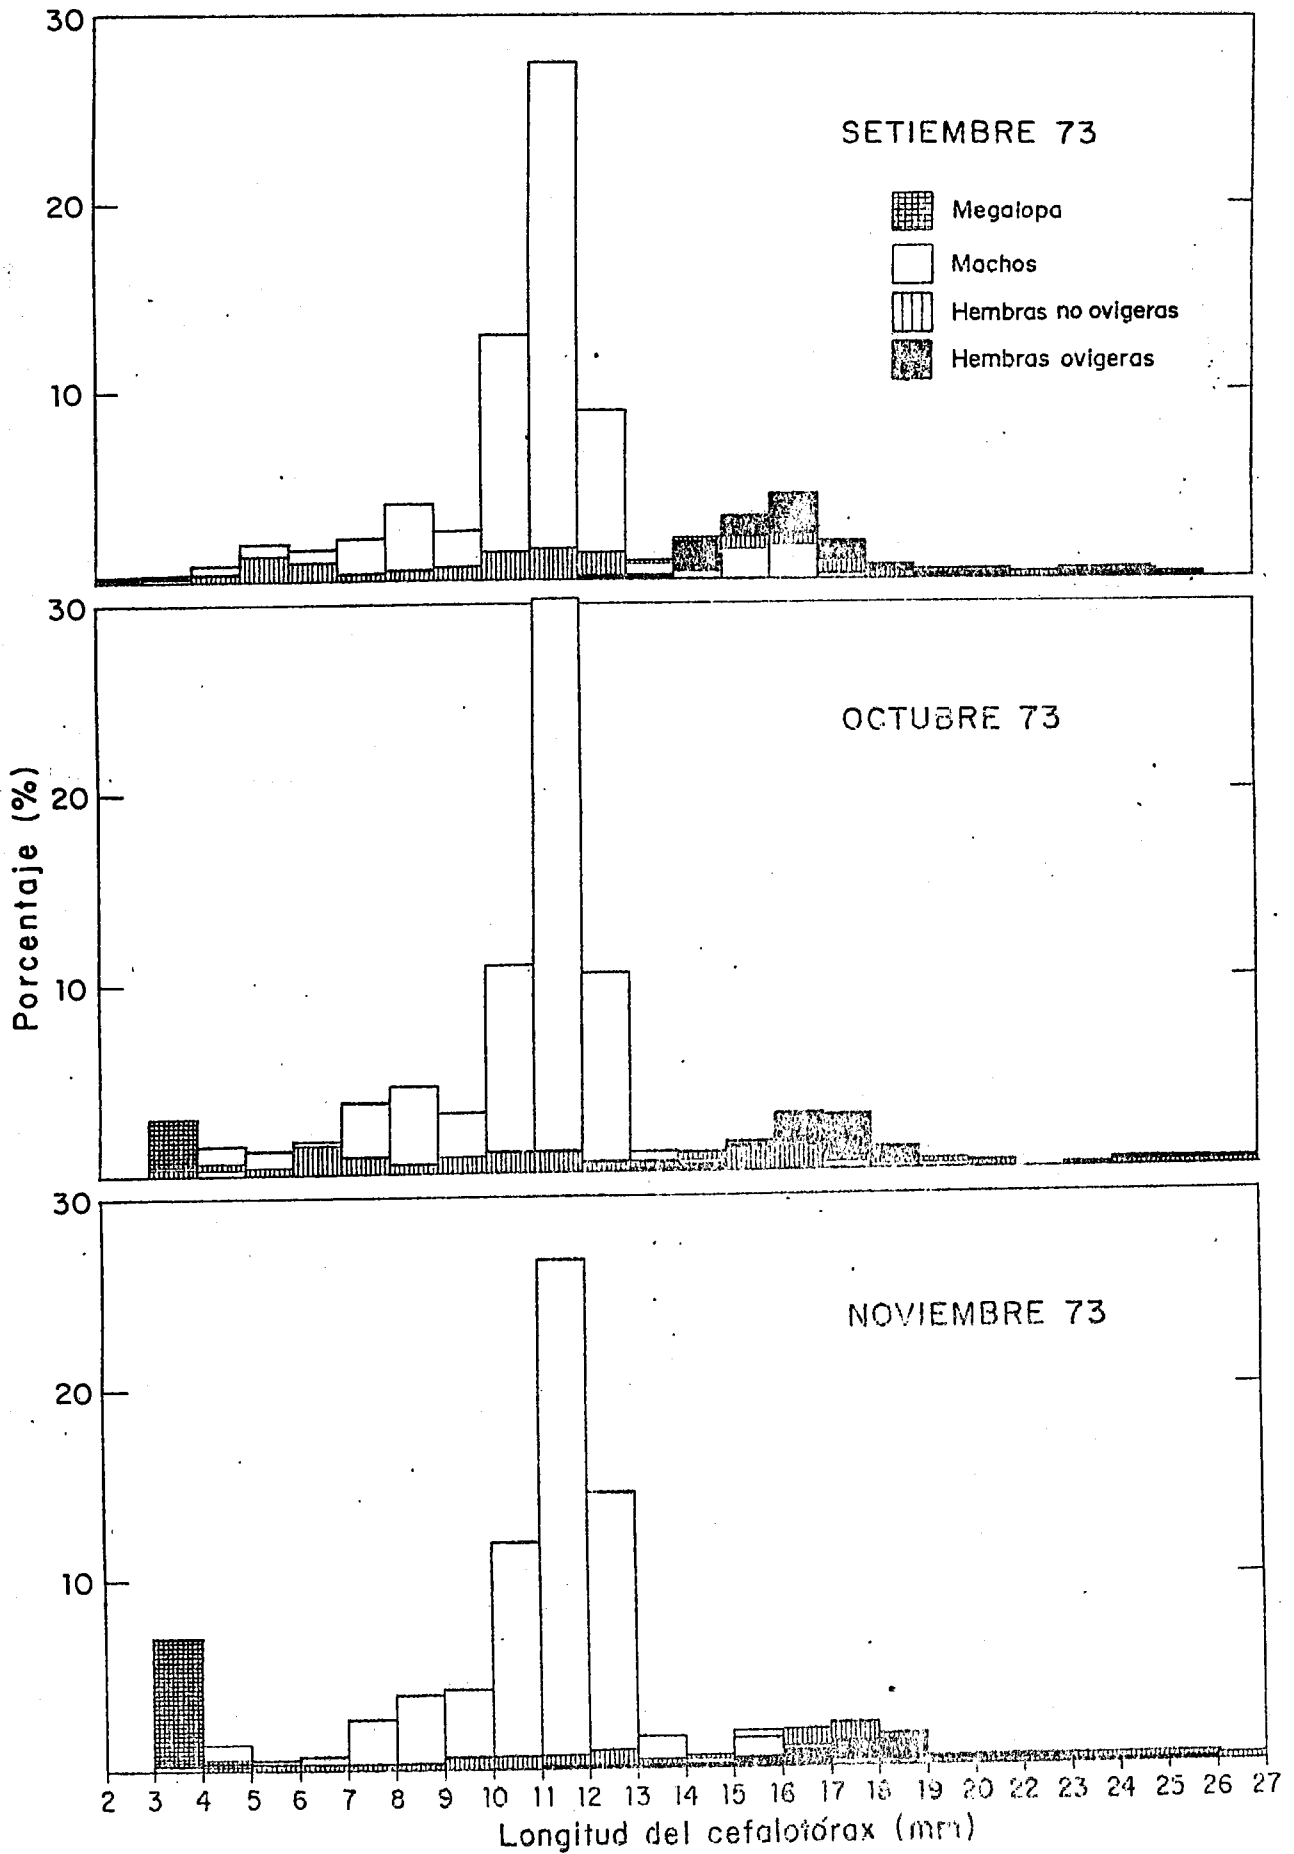 30
20
10
SETIEMBRE 73
Megalopa
Machos
Hembras no ovigeras
Hembras ovigeras
30
20
10
OCTUBRE 73
Porcentaje (%)
30
20
10
NOVIEMBRE 73
2 3 4 5 6 7 8 9 10 11 12 13 14 15 16 17 18 19 20 22 23 24 25 26 27
Longitud del cefalotórax (mm)